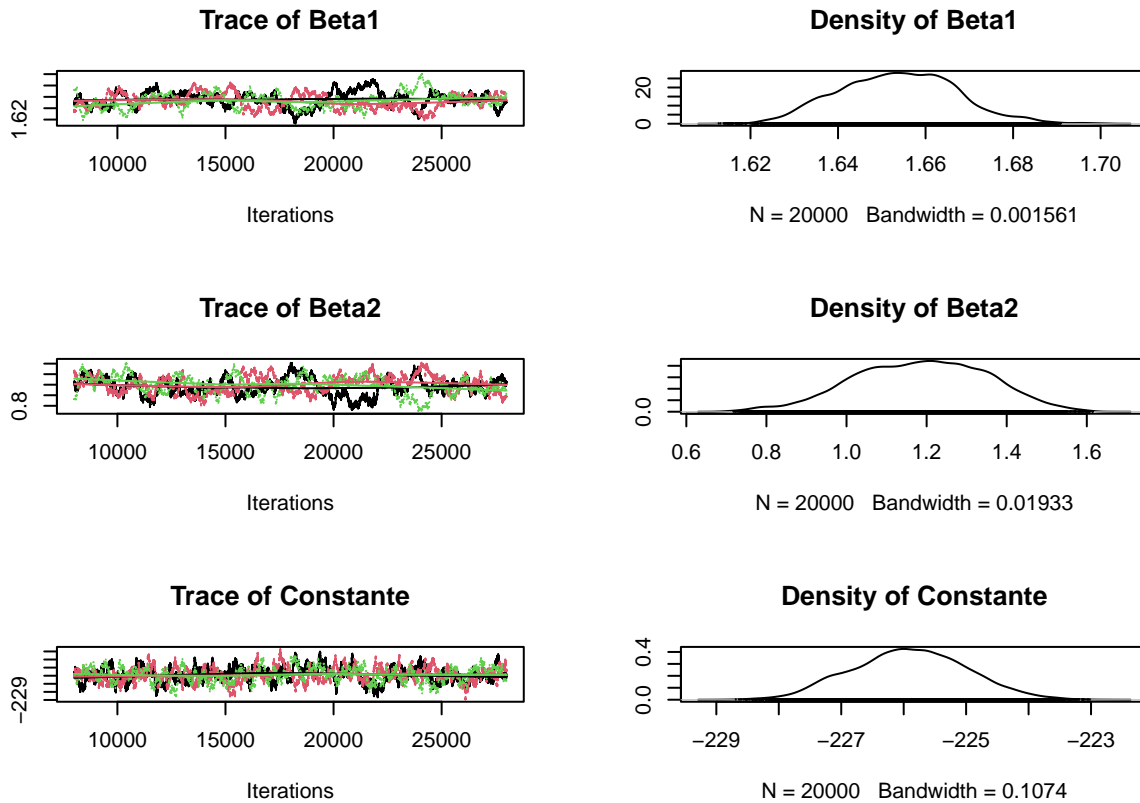 Trace of Beta1
1.62
10000 15000 20000 25000
Iterations
Density of Beta1
0 20
1.62 1.64 1.66 1.68 1.70
N = 20000 Bandwidth = 0.001561
Trace of Beta2
0.8
10000 15000 20000 25000
Iterations
Density of Beta2
0.0
0.6 0.8 1.0 1.2 1.4 1.6
N = 20000 Bandwidth = 0.01933
Trace of Constante
−229
10000 15000 20000 25000
Iterations
Density of Constante
0.0 0.4
−229 −227 −225 −223
N = 20000 Bandwidth = 0.1074